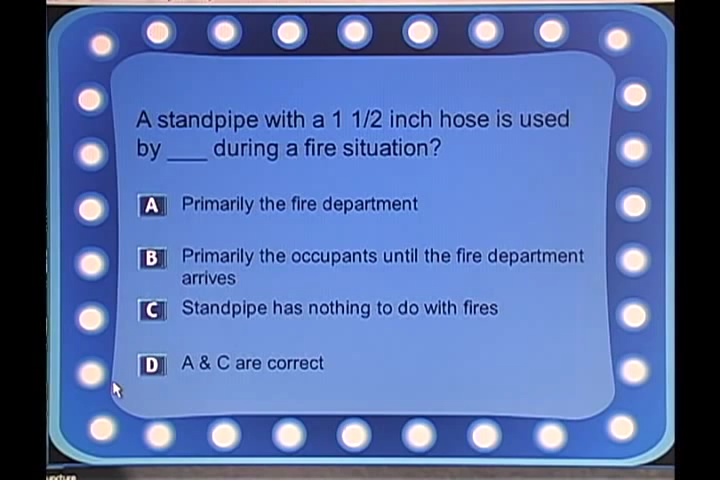 A standpipe with a 1 1/2 inch hose is used
by ____ during a fire situation?
A Primarily the fire department
B Primarily the occupants until the fire department
arrives
C Standpipe has nothing to do with fires
D A & C are correct